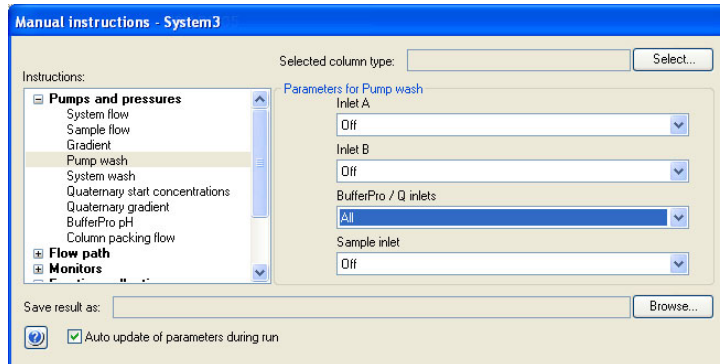 Manual instructions - System3
Selected column type:
Select...
Instructions:
Pumps and pressures
System flow
Sample flow
Gradient
Pump wash
System wash
Quaternary start concentrations
Quaternary gradient
BufferPro pH
Column packing flow
Flow path
Monitors
Parameters for Pump wash
Inlet A
Off
Inlet B
Off
BufferPro / Q inlets
All
Sample inlet
Off
Save result as:
Browse...
Auto update of parameters during run